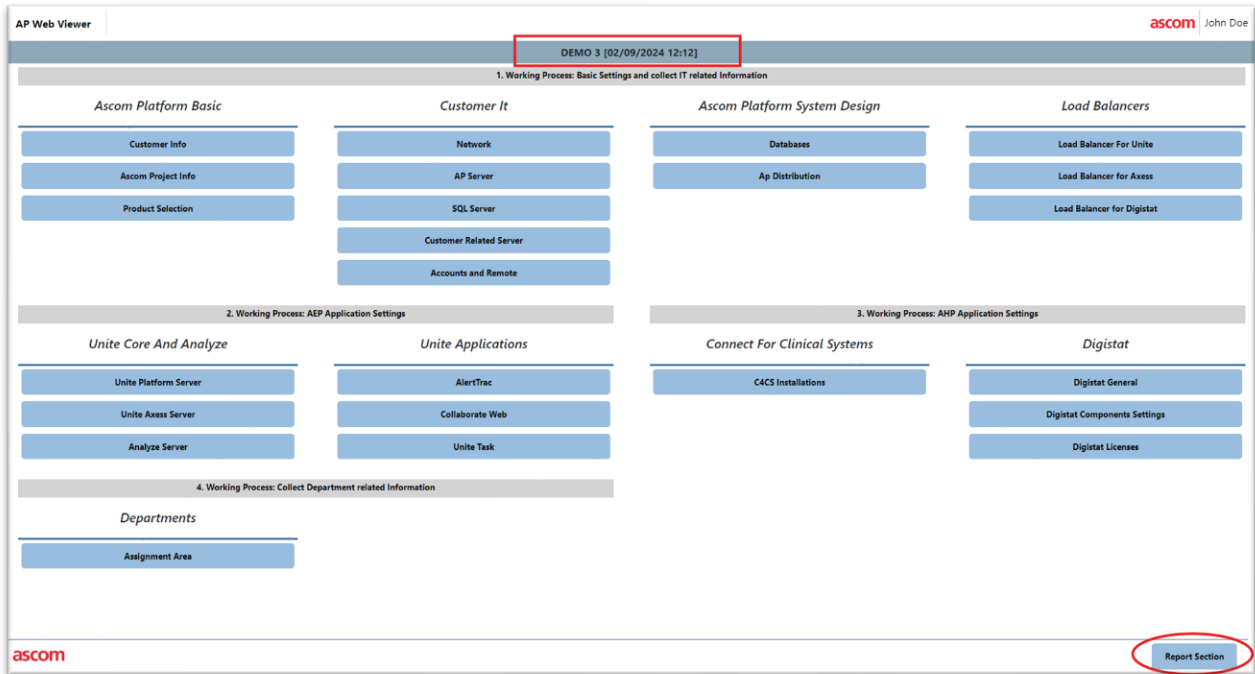 AP Web Viewer
ascom John Doe
DEMO 3 [02/09/2024 12:12]
1. Working Process: Basic Settings and collect IT related Information
Ascom Platform Basic
Customer Info
Ascom Project Info
Product Selection
Customer It
Network
AP Server
SQL Server
Customer Related Server
Accounts and Remote
Ascom Platform System Design
Databases
Ap Distribution
Load Balancers
Load Balancer For Unite
Load Balancer for Axess
Load Balancer for Digistat
2. Working Process: AEP Application Settings
Unite Core And Analyze
Unite Platform Server
Unite Axess Server
Analyze Server
Unite Applications
AlertTrac
Collaborate Web
Unite Task
3. Working Process: AHP Application Settings
Connect For Clinical Systems
C4CS Installations
Digistat
Digistat General
Digistat Components Settings
Digistat Licenses
4. Working Process: Collect Department related Information
Departments
Assignment Area
ascom
Report Section